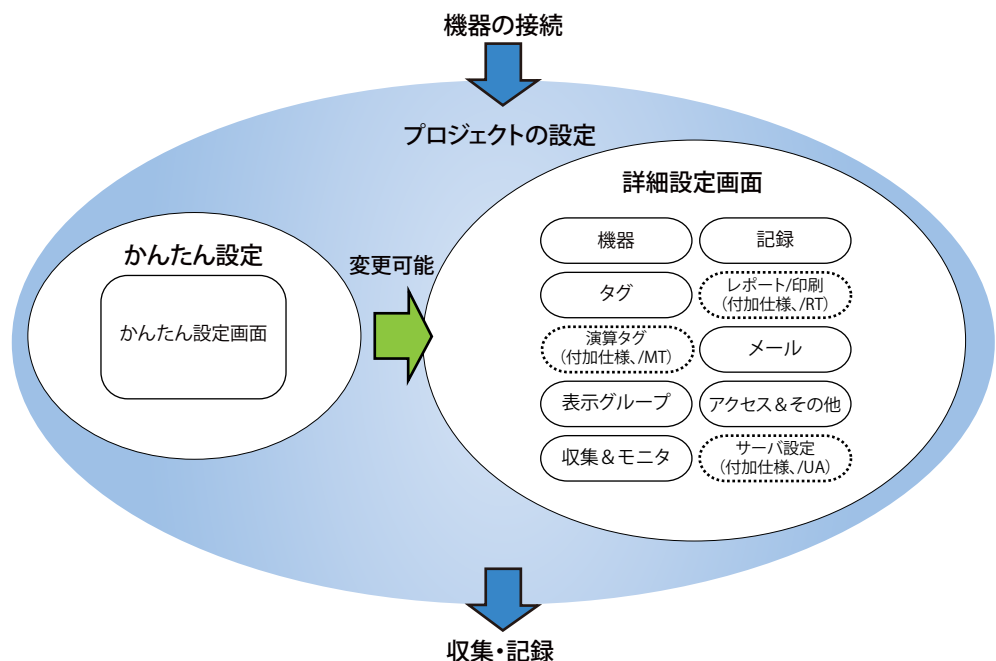 機器の接続
プロジェクトの設定
かんたん設定
かんたん設定画面
変更可能
詳細設定画面
機器
記録
タグ
レポート/印刷
(付加仕様、/RT)
演算タグ
(付加仕様、/MT)
メール
表示グループ
アクセス＆その他
収集＆モニタ
サーバ設定
(付加仕様、/UA)
収集・記録